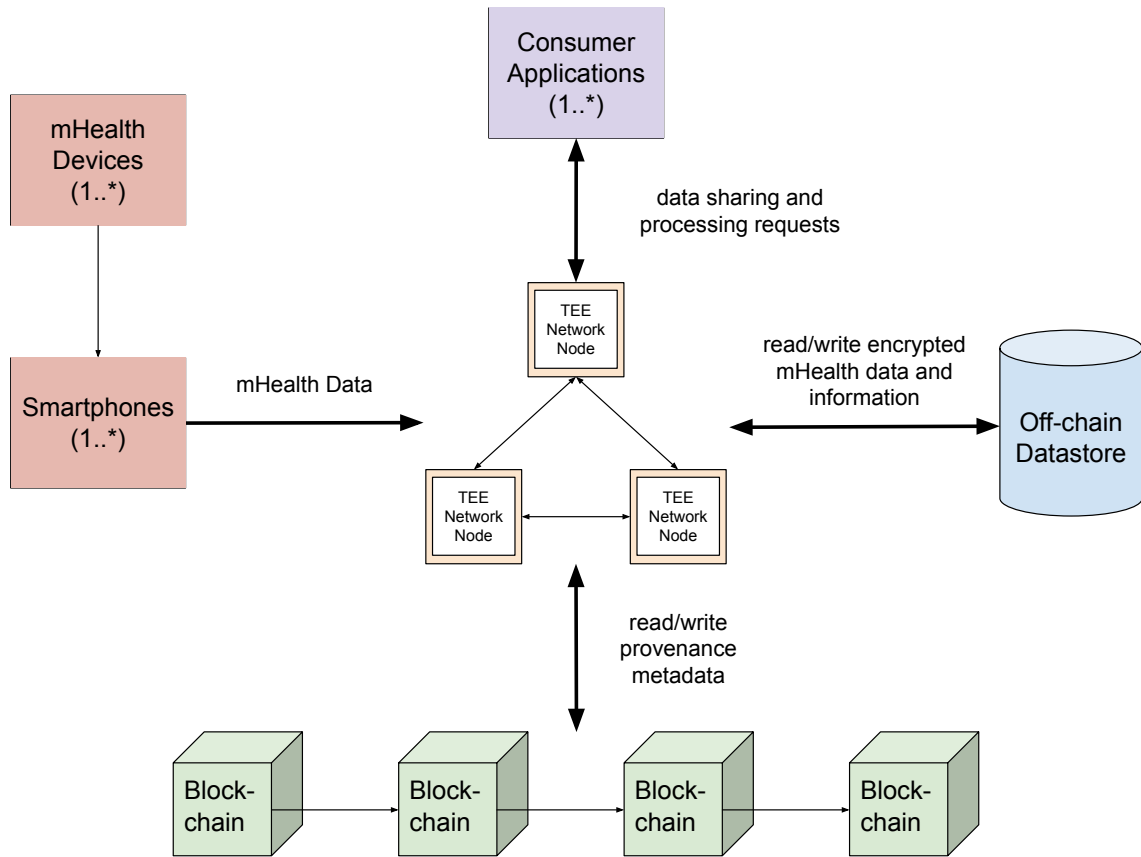 Consumer
Applications
(1..*)
mHealth
Devices
(1..*)
data sharing and
processing requests
TEE
Network
Node
Smartphones
(1..*)
mHealth Data
read/write encrypted
mHealth data and
information
Off-chain
Datastore
TEE
Network
Node
TEE
Network
Node
read/write
provenance
metadata
Block-
chain
Block-
chain
Block-
chain
Block-
chain